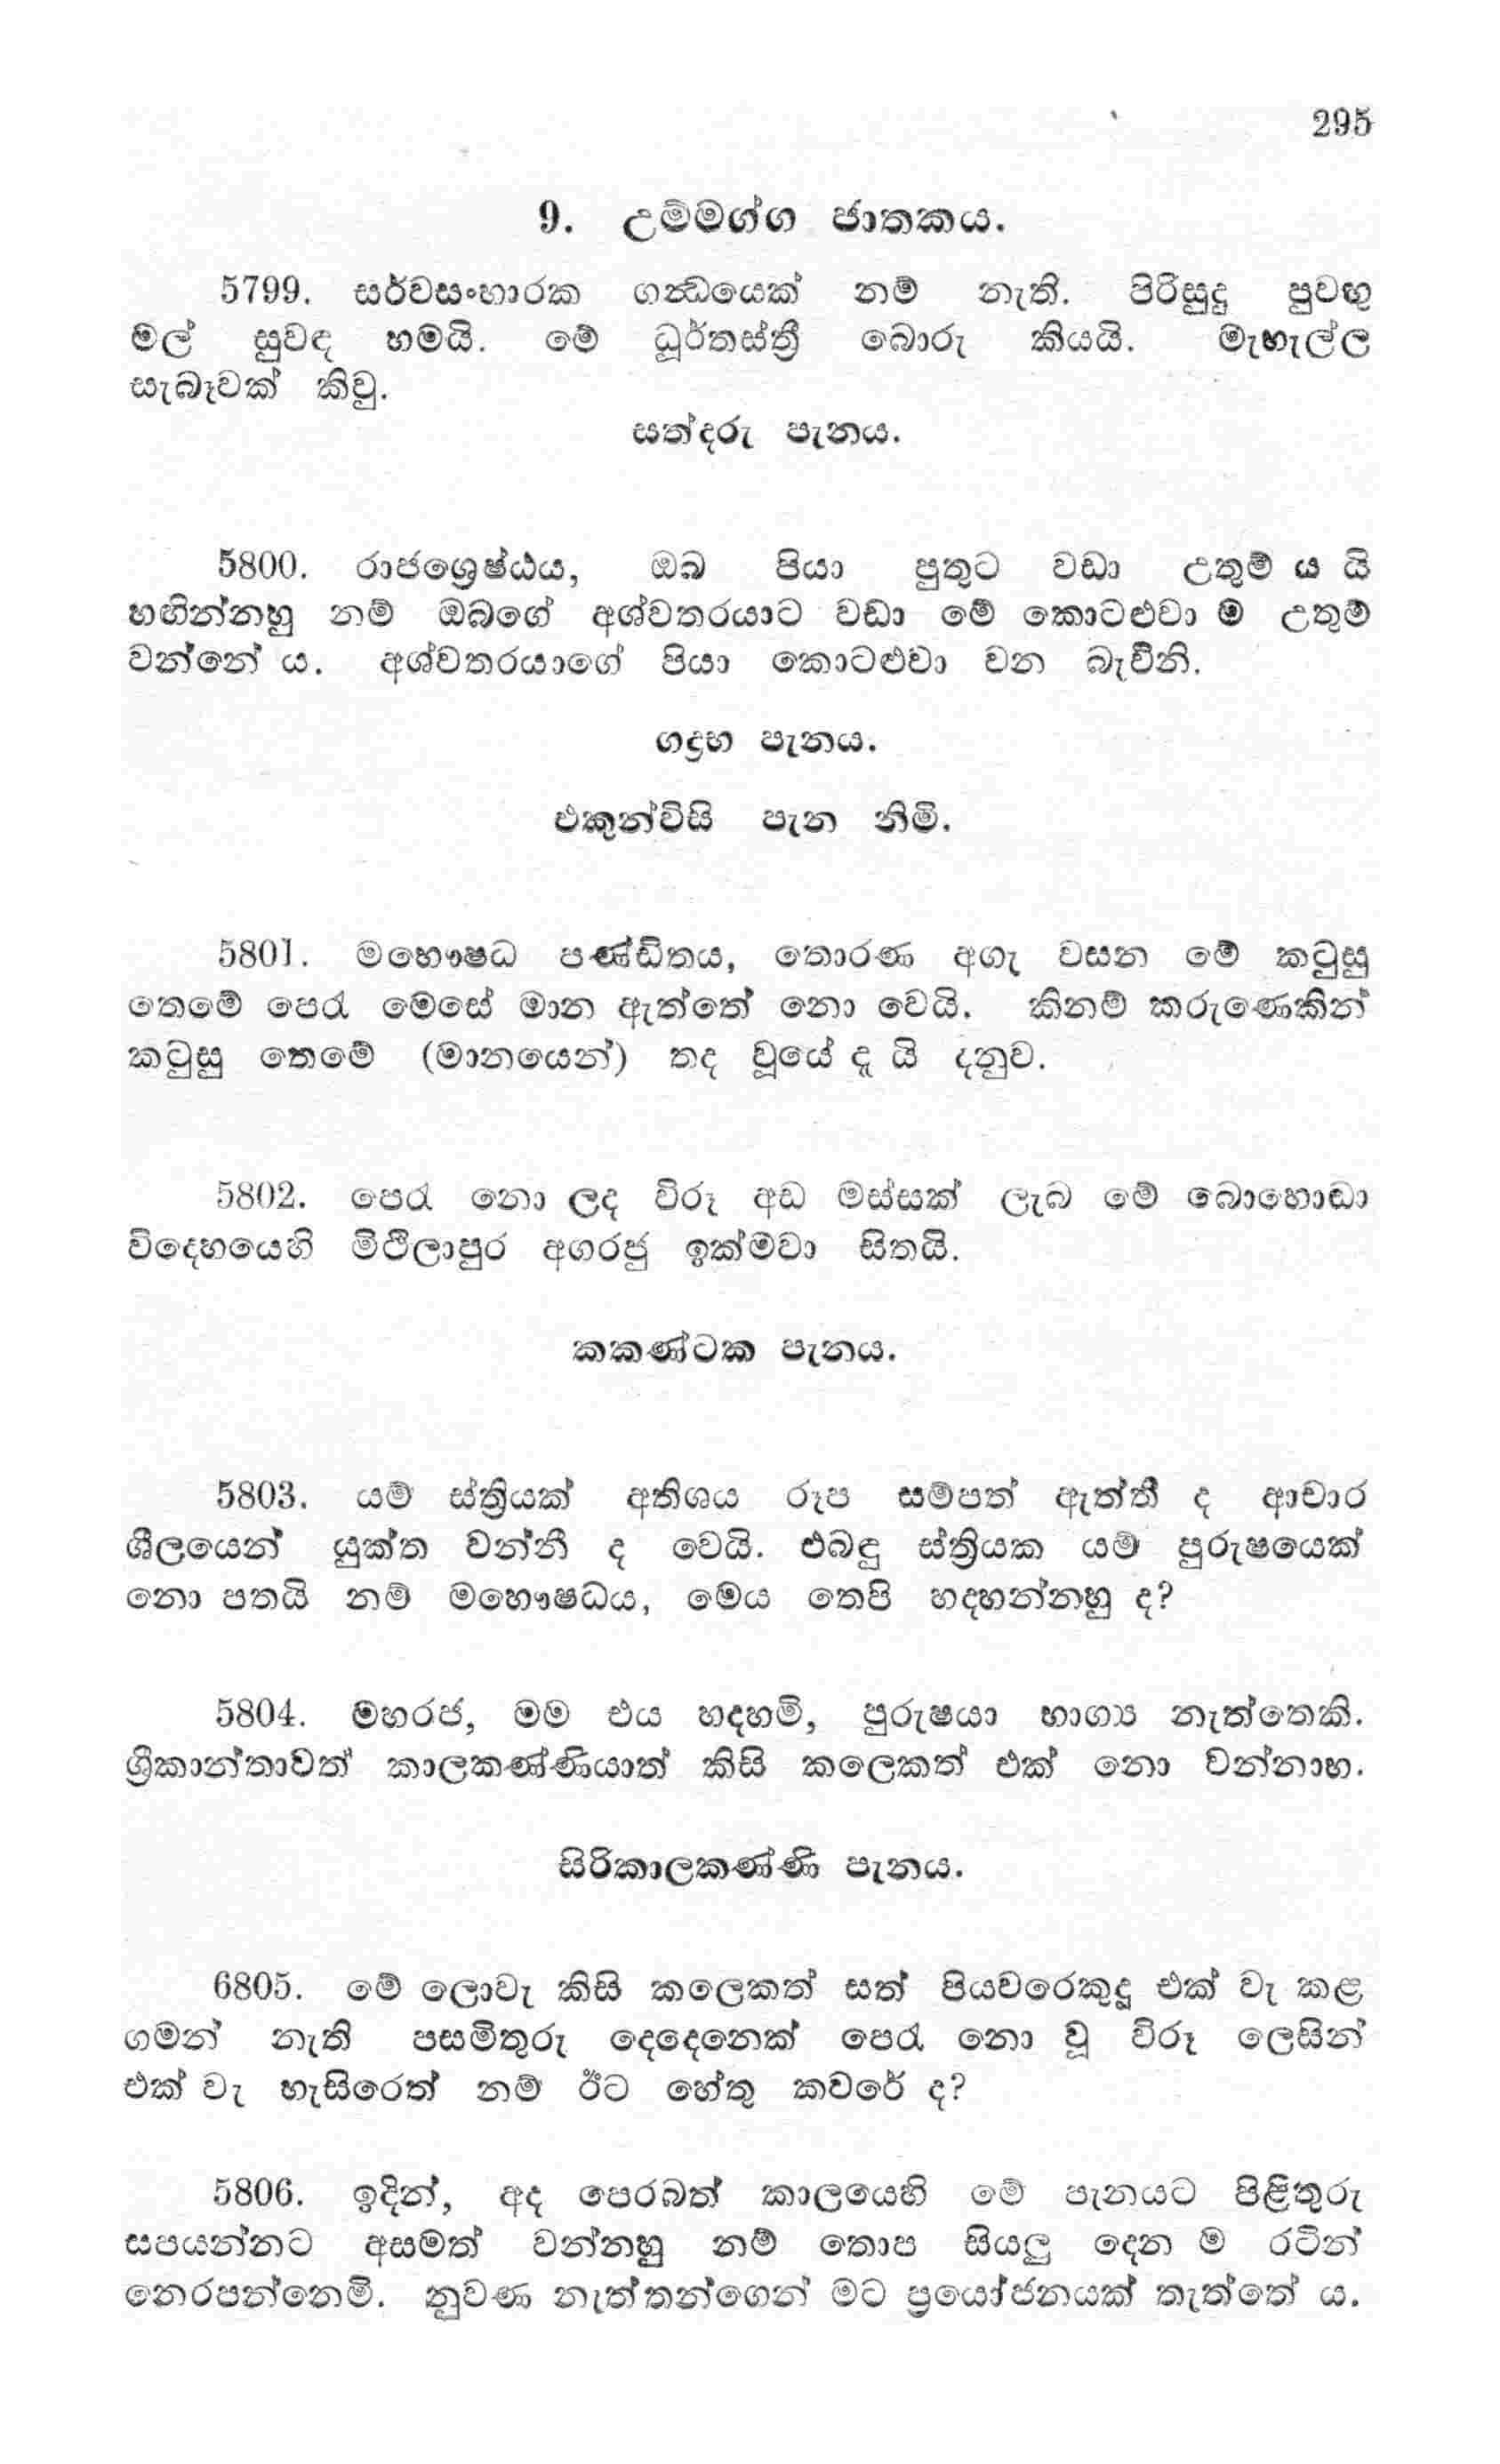 295
9. උම්මග්ග ජාතකය.
5799. සර්වසංහාරක ගන්‍ධයෙක් නම් නැති. පිරිසුදු පුවඟු
මල් සුවඳ හමයි. මේ ධූර්තස්ත්‍රී බොරු කියයි. මැහැල්ල
සැබෑවක් කිවු.
සත්දරු පැනය.
5800. රාජශ්‍රෙෂ්ඨය, ඔබ පියා පුතුට වඩා උතුම් ය යි
හඟින්නහු නම් ඔබගේ අශ්වතරයාට වඩා මේ කොටළුවා ම උතුම්
වන්නේ ය. අශ්වතරයාගේ පියා කොටළුවා වන බැවිනි.
ගද්‍රභ පැනය.
එකුන්විසි පැන නිමි.
5801. මහෞෂධ පණ්ඩිතය, තොරණ අගැ වසන මේ කටුසු
තෙමේ පෙරැ මෙසේ මාන ඇත්තේ නො වෙයි. කිනම් කරුණෙකින්
කටුසු තෙමේ (මානයෙන්) තද වූයේ දැ යි දනුව.
5802. පෙරැ නො ලද විරූ අඩ මස්සක් ලැබ මේ බොහොඬා
විදෙහයෙහි මිථිලාපුර අගරජු ඉක්මවා සිතයි.
කකණ්ටක පැනය.
5803. යම් ස්ත්‍රියක් අතිශය රූප සම්පත් ඇත්තී ද ආචාර
ශීලයෙන් යුක්ත වන්නී ද වෙයි. එබඳු ස්ත්‍රියක යම් පුරුෂයෙක්
නො පතයි නම් මහෞෂධය, මෙය තෙපි හදහන්නහු ද?
5804. මහරජ, මම එය හදහමි, පුරුෂයා භාග්‍ය නැත්තෙකි.
ශ්‍රීකාන්තාවත් කාලකණ්ණියාත් කිසි කලෙකත් එක් නො වන්නාහ.
සිරිකාලකණ්ණි පැනය.
6805. මේ ලොවැ කිසි කලෙකත් සත් පියවරෙකුදු එක් වැ කළ
ගමන් නැති පසමිතුරු දෙදෙනෙක් පෙරැ නො වූ විරූ ලෙසින්
එක් වැ හැසිරෙත් නම් ඊට හේතු කවරේ ද?
5806. ඉදින්, අද පෙරබත් කාලයෙහි මේ පැනයට පිළිතුරු
සපයන්නට අසමත් වන්නහු නම් තොප සියලු දෙන ම රටින්
නෙරපන්නෙමි. නුවණ නැත්තන්ගෙන් මට ප්‍රයෝජනයක් තැත්තේ ය.